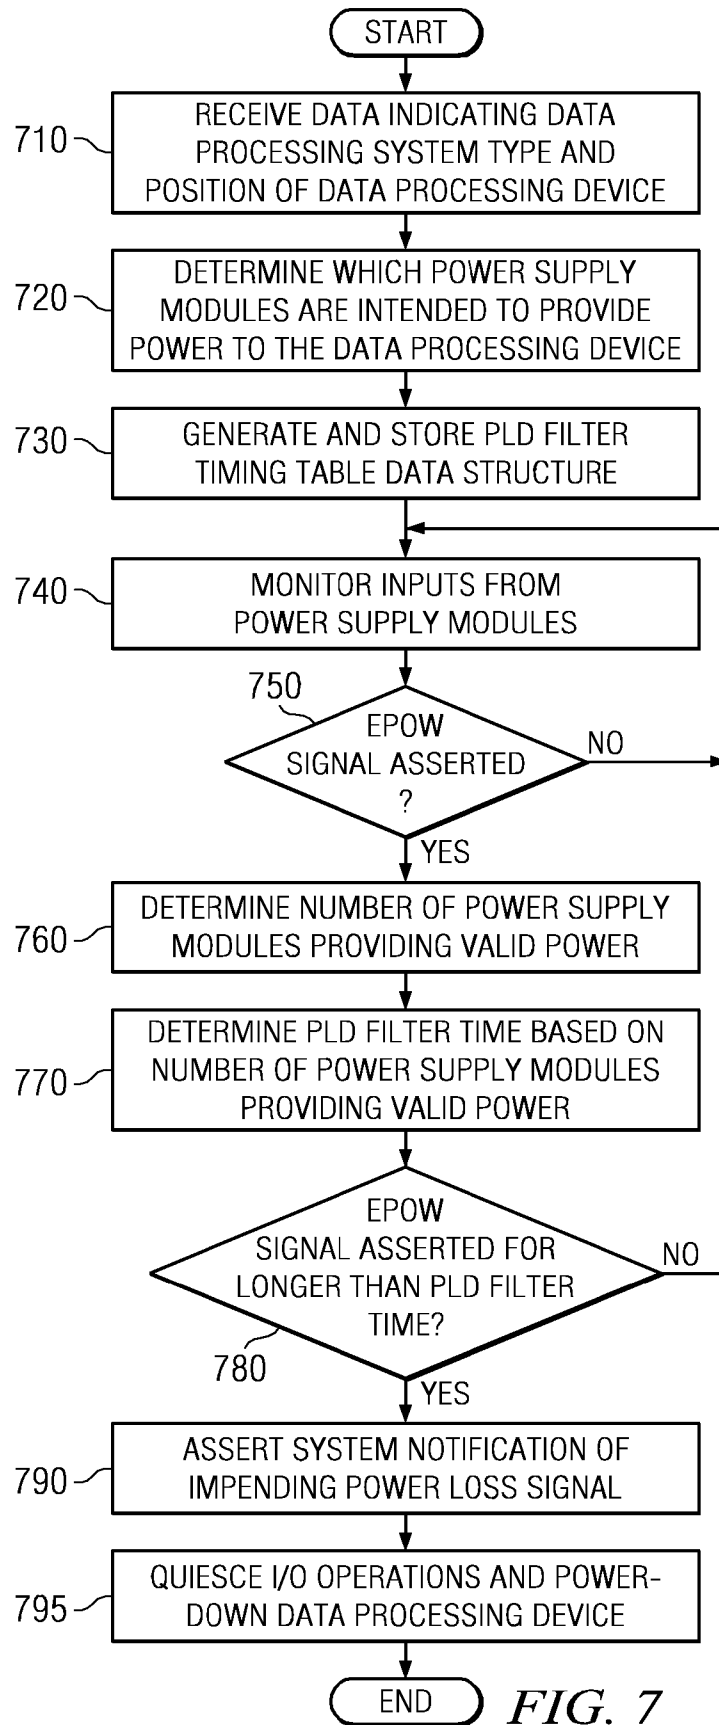 START
710
RECEIVE DATA INDICATING DATA
PROCESSING SYSTEM TYPE AND
POSITION OF DATA PROCESSING DEVICE
720
DETERMINE WHICH POWER SUPPLY
MODULES ARE INTENDED TO PROVIDE
POWER TO THE DATA PROCESSING DEVICE
730
GENERATE AND STORE PLD FILTER
TIMING TABLE DATA STRUCTURE
740
MONITOR INPUTS FROM
POWER SUPPLY MODULES
750
EPOW
SIGNAL ASSERTED
?
NO
YES
760
DETERMINE NUMBER OF POWER SUPPLY
MODULES PROVIDING VALID POWER
770
DETERMINE PLD FILTER TIME BASED ON
NUMBER OF POWER SUPPLY MODULES
PROVIDING VALID POWER
EPOW
SIGNAL ASSERTED FOR
LONGER THAN PLD FILTER
TIME?
NO
780
YES
790
ASSERT SYSTEM NOTIFICATION OF
IMPENDING POWER LOSS SIGNAL
795
QUIESCE I/O OPERATIONS AND POWER-
DOWN DATA PROCESSING DEVICE
END
FIG. 7